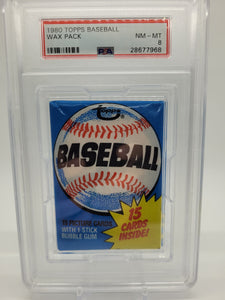 1980 TOPPS BASEBALL
WAX PACK
NM - MT
8
PSA
28677968
BASEBALL
15 PICTURE CARDS
WITH 1 STICK
BUBBLE GUM
15
CARDS
INSIDE!